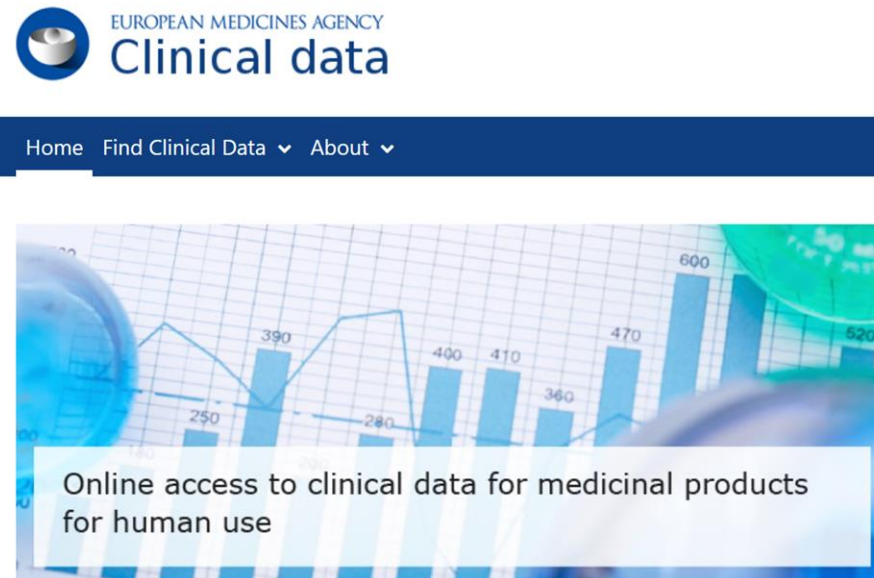 EUROPEAN MEDICINES AGENCY
Clinical data
Home Find Clinical Data About
600
390
470
520
400 410
360
250
280
Online access to clinical data for medicinal products
for human use